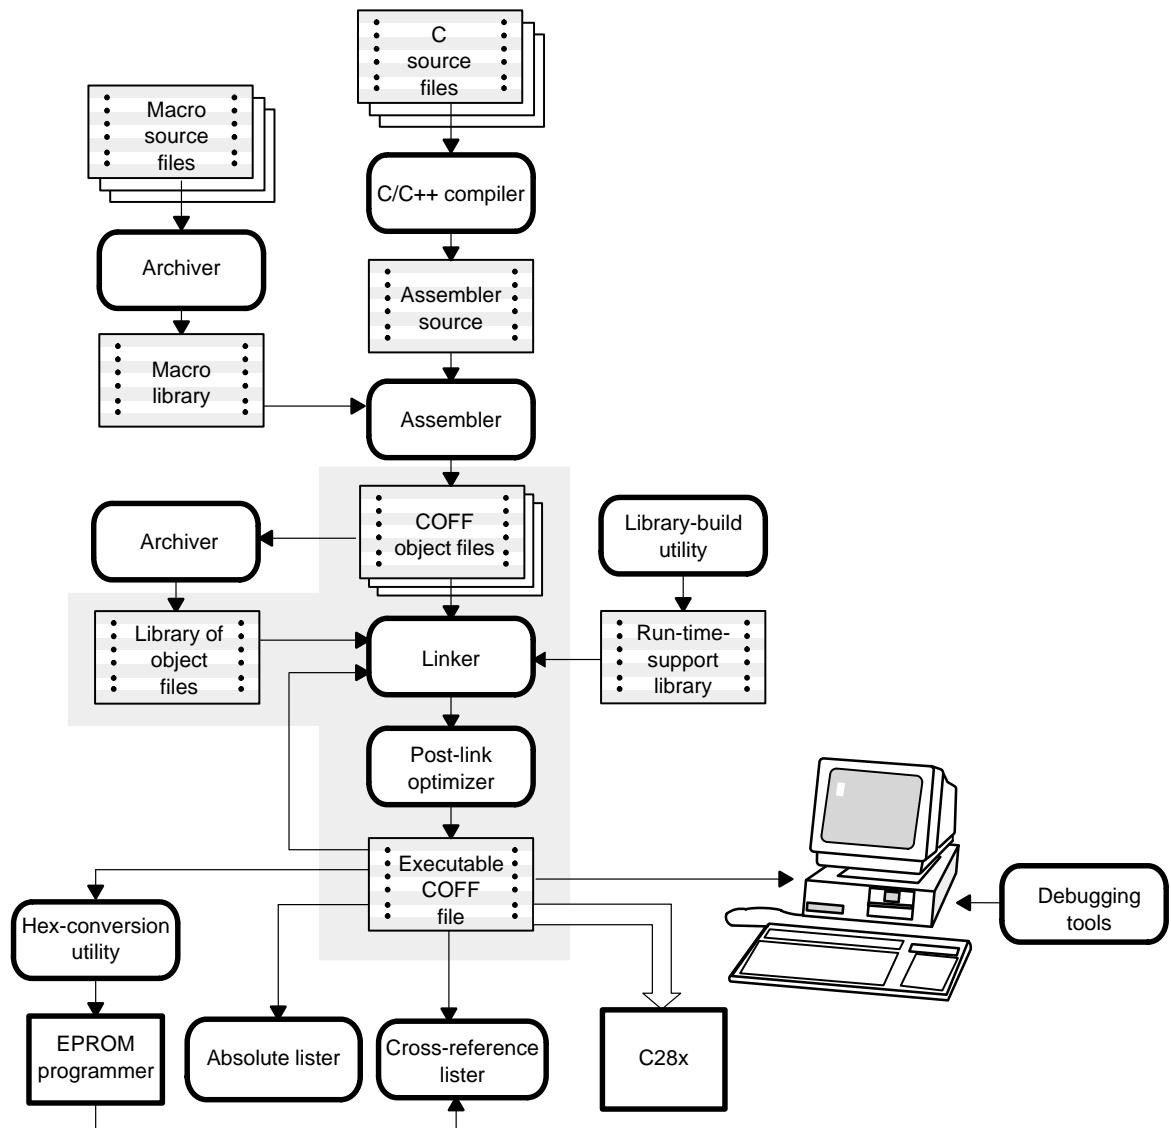 C
source
files
Macro
source
files
C/C++ compiler
Archiver
Assembler
source
Macro
library
Assembler
Archiver
COFF
object files
Library-build
utility
Library of
object
files
Linker
Run-time-
support
library
Post-link
optimizer
Executable
COFF
file
Debugging
tools
Hex-conversion
utility
EPROM
programmer
Absolute lister
Cross-reference
lister
C28x